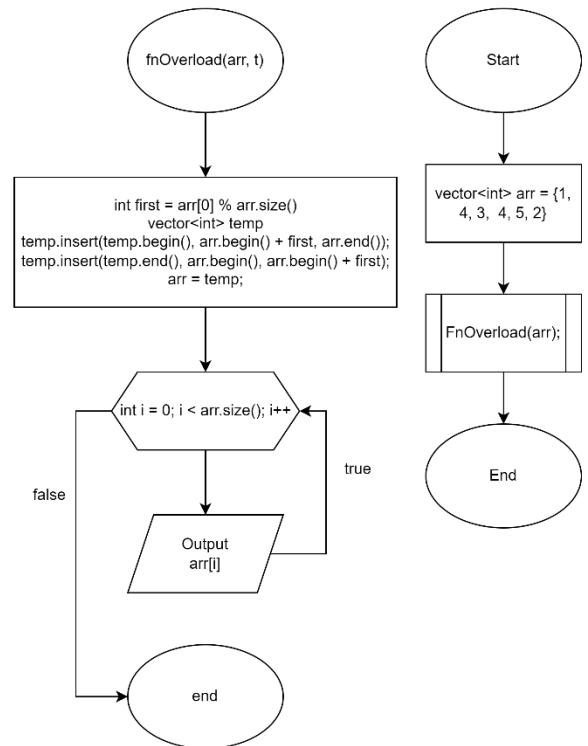 fnOverload(arr, t)
int first = arr[0] % arr.size()
vector<int> temp
temp.insert(temp.begin(), arr.begin() + first, arr.end());
temp.insert(temp.end(), arr.begin(), arr.begin() + first);
arr = temp;
int i = 0; i < arr.size(); i++
false
true
Output
arr[i]
end
Start
vector<int> arr = {1,
4, 3,  4, 5, 2}
FnOverload(arr);
End